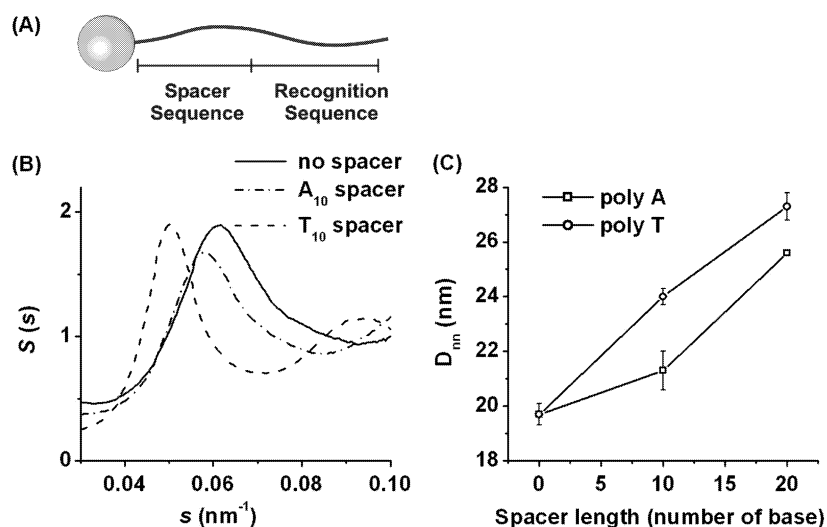 (A)
Spacer Sequence
Recognition Sequence
(B)
no spacer
A10 spacer
T10 spacer
2
1
0
S (s)
0.04
0.06
0.08
0.10
s (nm-1)
(C)
poly A
poly T
28
26
24
22
20
18
Dnn (nm)
0
5
10
15
20
Spacer length (number of base)